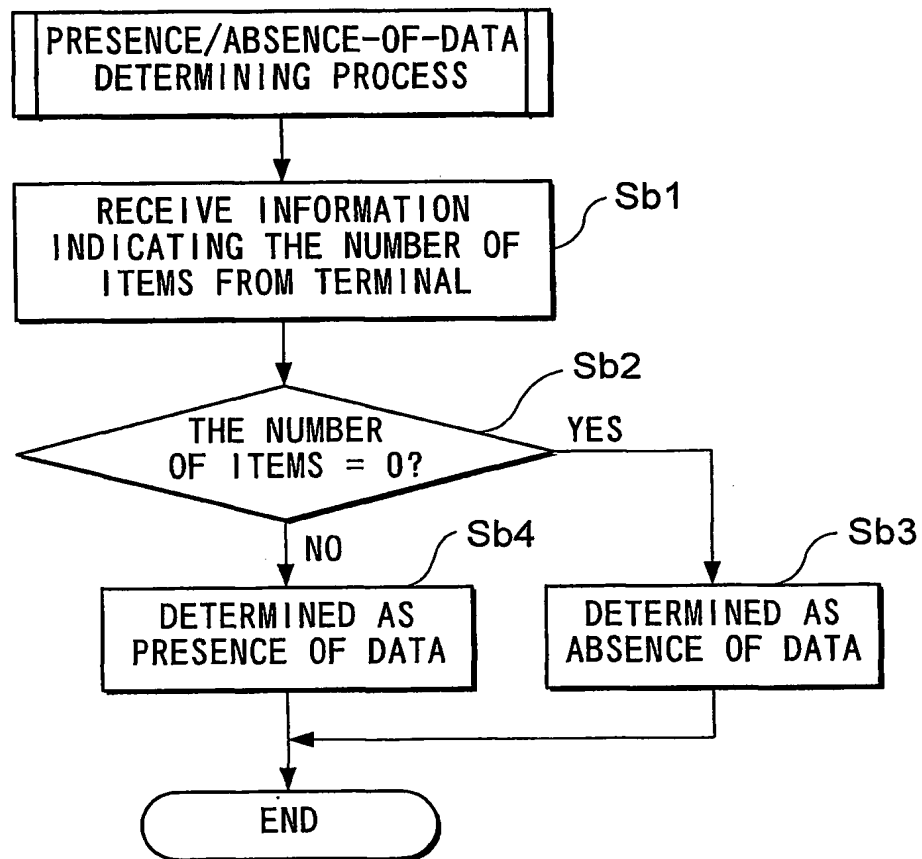 PRESENCE/ABSENCE-OF-DATA
DETERMINING PROCESS
RECEIVE INFORMATION
INDICATING THE NUMBER OF
ITEMS FROM TERMINAL
Sb1
Sb2
THE NUMBER
OF ITEMS = 0?
YES
NO
Sb4
Sb3
DETERMINED AS
PRESENCE OF DATA
DETERMINED AS
ABSENCE OF DATA
END